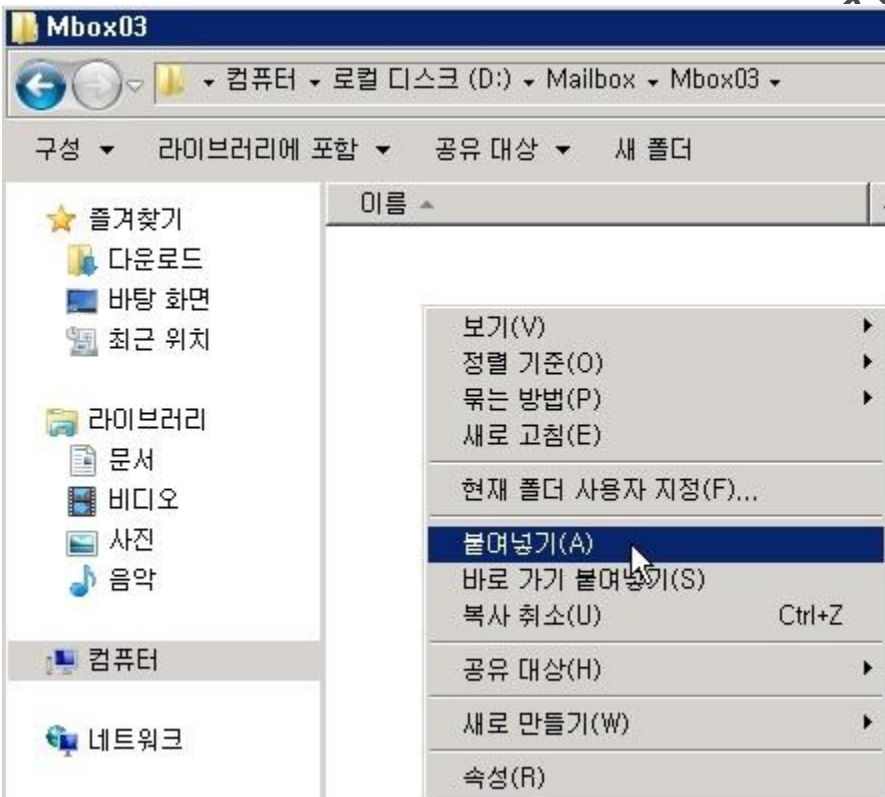 Mbox03
컴퓨터 로컬 디스크 (D:) Mailbox Mbox03
구성 라이브러리에 포함 공유 대상 새 폴더
이름
즐겨찾기
다운로드
바탕 화면
최근 위치
라이브러리
문서
비디오
사진
음악
컴퓨터
네트워크
보기(V)
정렬 기준(O)
묶는 방법(P)
새로 고침(E)
현재 폴더 사용자 지정(F)...
붙여넣기(A)
바로 가기 붙여넣기(S)
복사 취소(U) Ctrl+Z
공유 대상(H)
새로 만들기(W)
속성(R)